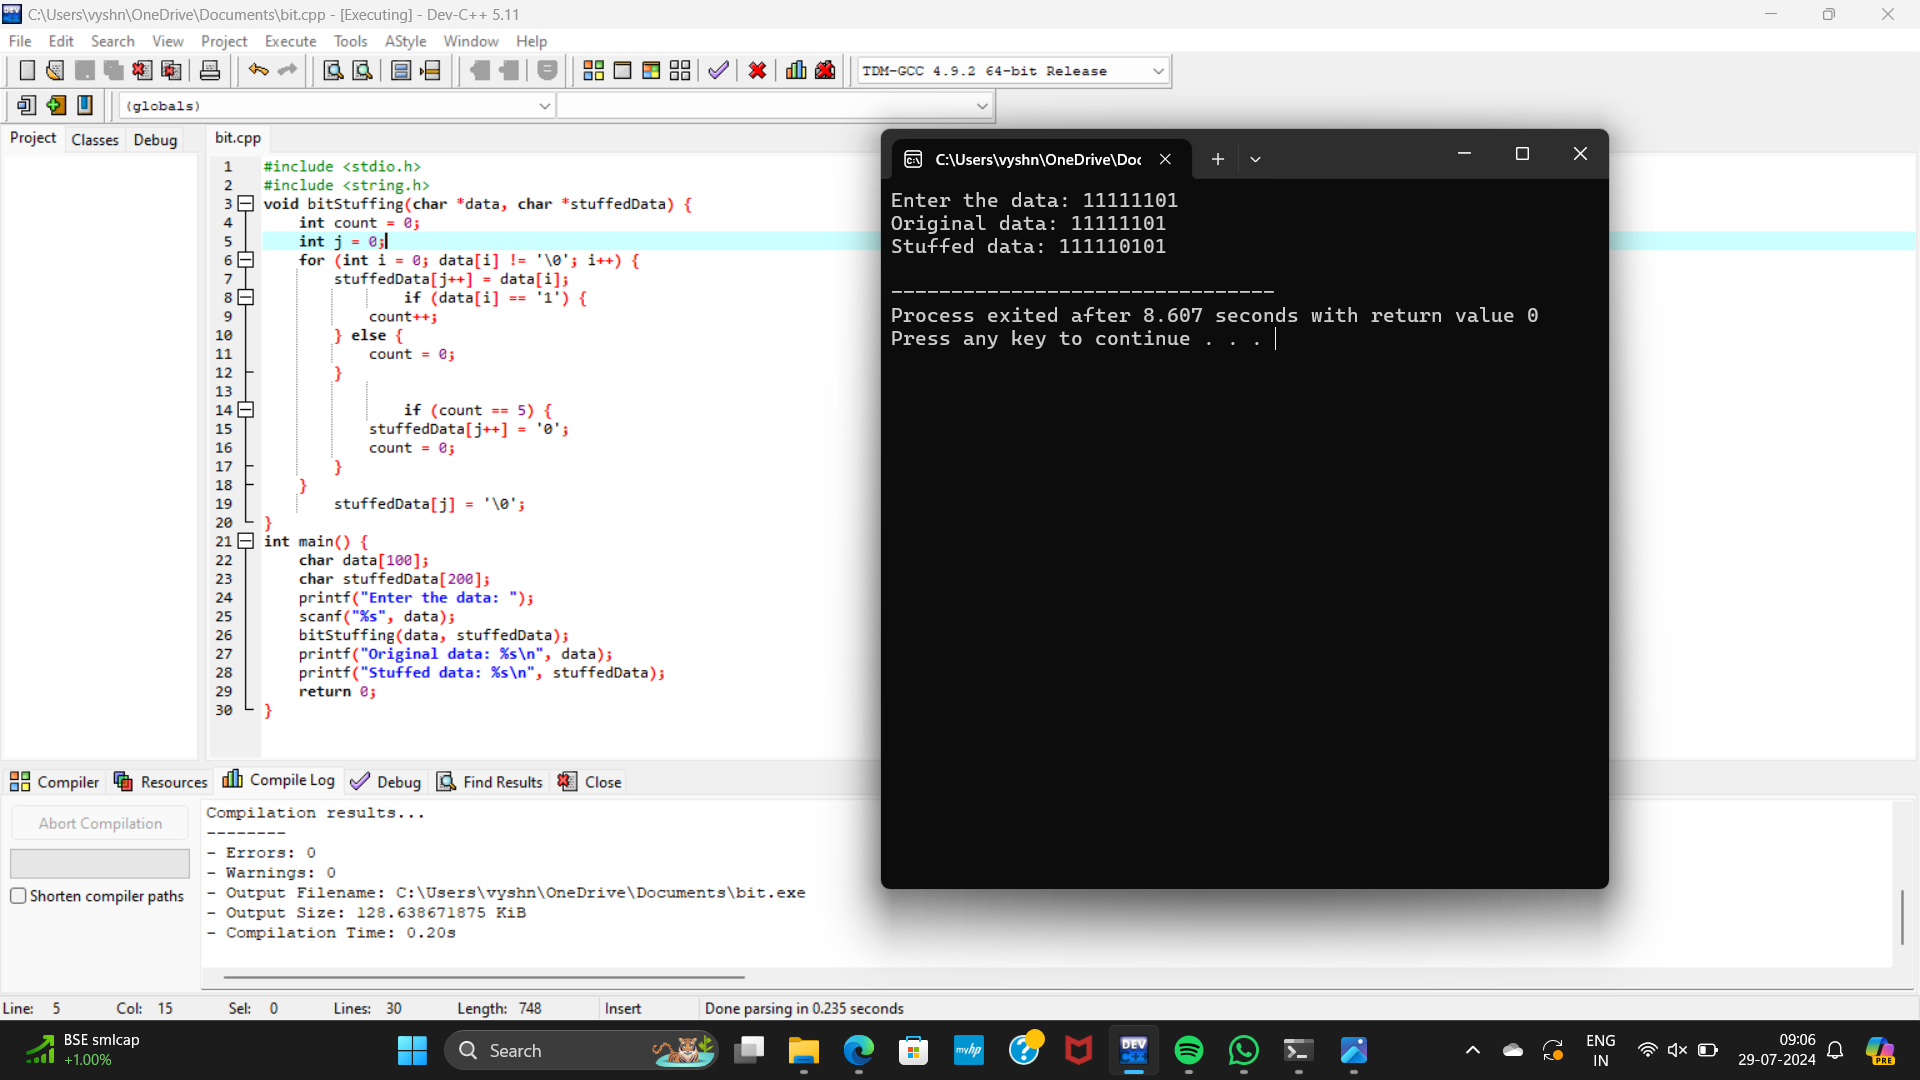 C:\Users\vyshn\OneDrive\Documents\bit.cpp - [Executing] - Dev-C++ 5.11
File Edit Search View Project Execute Tools AStyle Window Help
TDM-GCC 4.9.2 64-bit Release
(globals)
Project Classes Debug
bit.cpp
1 #include <stdio.h>
2 #include <string.h>
3 void bitStuffing(char *data, char *stuffedData) {
4 int count = 0;
5 int j = 0;
6 for (int i = 0; data[i] != '\0'; i++) {
7 stuffedData[j++] = data[i];
8 if (data[i] == '1') {
9 count++;
10 } else {
11 count = 0;
12 }
13
14 if (count == 5) {
15 stuffedData[j++] = '0';
16 count = 0;
17 }
18 }
19 stuffedData[j] = '\0';
20 }
21 int main() {
22 char data[100];
23 char stuffedData[200];
24 printf("Enter the data: ");
25 scanf("%s", data);
26 bitStuffing(data, stuffedData);
27 printf("Original data: %s\n", data);
28 printf("Stuffed data: %s\n", stuffedData);
29 return 0;
30 }
C:\Users\vyshn\OneDrive\Doc
Enter the data: 11111101
Original data: 11111101
Stuffed data: 111110101
--------------------------------
Process exited after 8.607 seconds with return value 0
Press any key to continue . . .
Compiler Resources Compile Log Debug Find Results Close
Abort Compilation
Shorten compiler paths
Compilation results...
--------
- Errors: 0
- Warnings: 0
- Output Filename: C:\Users\vyshn\OneDrive\Documents\bit.exe
- Output Size: 128.638671875 KiB
- Compilation Time: 0.20s
Line: 5 Col: 15 Sel: 0 Lines: 30 Length: 748 Insert Done parsing in 0.235 seconds
BSE smlcap
+1.00%
Search
myhp
DEV
C++
ENG
IN
09:06
29-07-2024
PRE